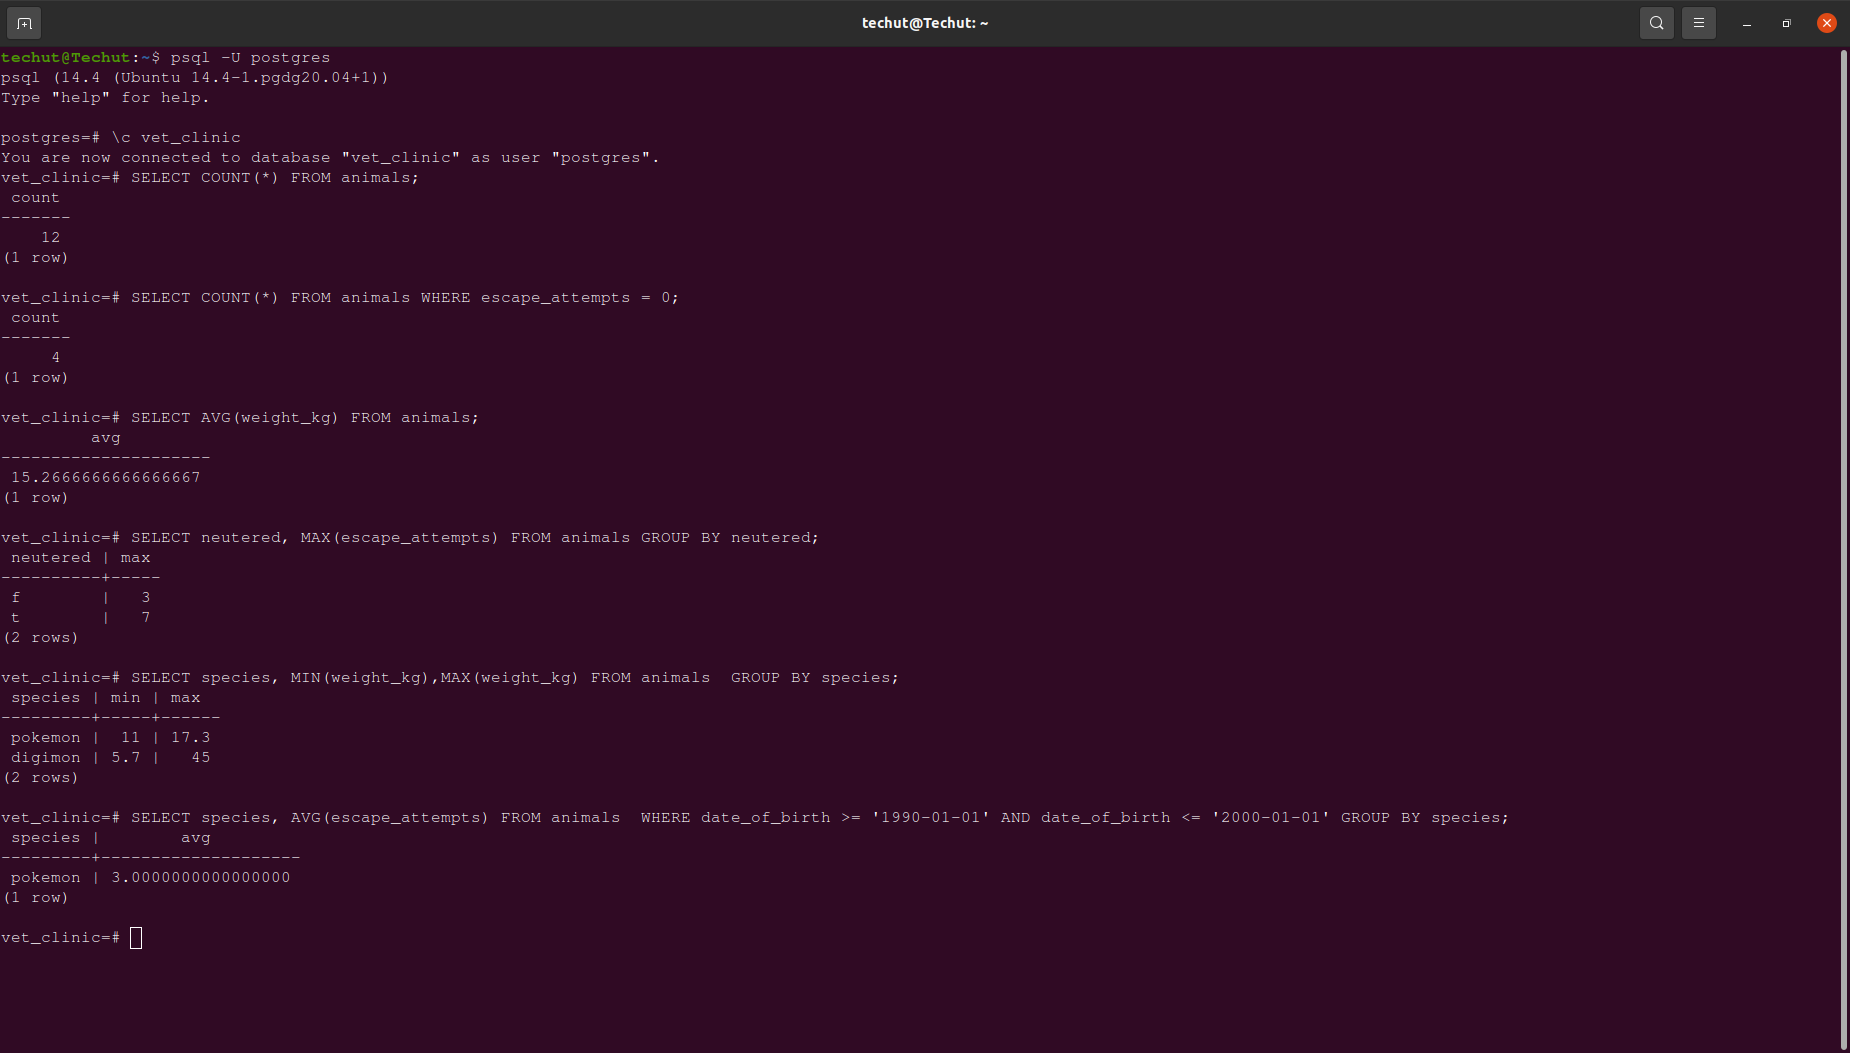 techut@Techut: ~
techut@Techut:~$ psql -U postgres
psql (14.4 (Ubuntu 14.4-1.pgdg20.04+1))
Type "help" for help.

postgres=# \c vet_clinic
You are now connected to database "vet_clinic" as user "postgres".
vet_clinic=# SELECT COUNT(*) FROM animals;
 count
-------
    12
(1 row)

vet_clinic=# SELECT COUNT(*) FROM animals WHERE escape_attempts = 0;
 count
-------
     4
(1 row)

vet_clinic=# SELECT AVG(weight_kg) FROM animals;
         avg
---------------------
 15.2666666666666667
(1 row)

vet_clinic=# SELECT neutered, MAX(escape_attempts) FROM animals GROUP BY neutered;
 neutered | max
----------+-----
 f        |   3
 t        |   7
(2 rows)

vet_clinic=# SELECT species, MIN(weight_kg),MAX(weight_kg) FROM animals  GROUP BY species;
 species | min | max
---------+-----+------
 pokemon |  11 | 17.3
 digimon | 5.7 |   45
(2 rows)

vet_clinic=# SELECT species, AVG(escape_attempts) FROM animals  WHERE date_of_birth >= '1990-01-01' AND date_of_birth <= '2000-01-01' GROUP BY species;
 species |        avg
---------+--------------------
 pokemon | 3.0000000000000000
(1 row)

vet_clinic=#